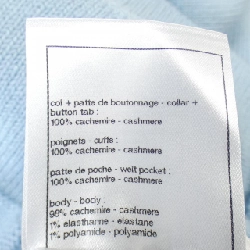 col + patte de boutonnage - collar +
button tab :
100% cachemire - cashmere
poignets - cuffs :
100% cachemire - cashmere
patte de poche - welt pocket :
100% cachemire - cashmere
body - body :
98% cachemire - cashmere
1% elasthanne - elastane
1% polyamide - polyamide